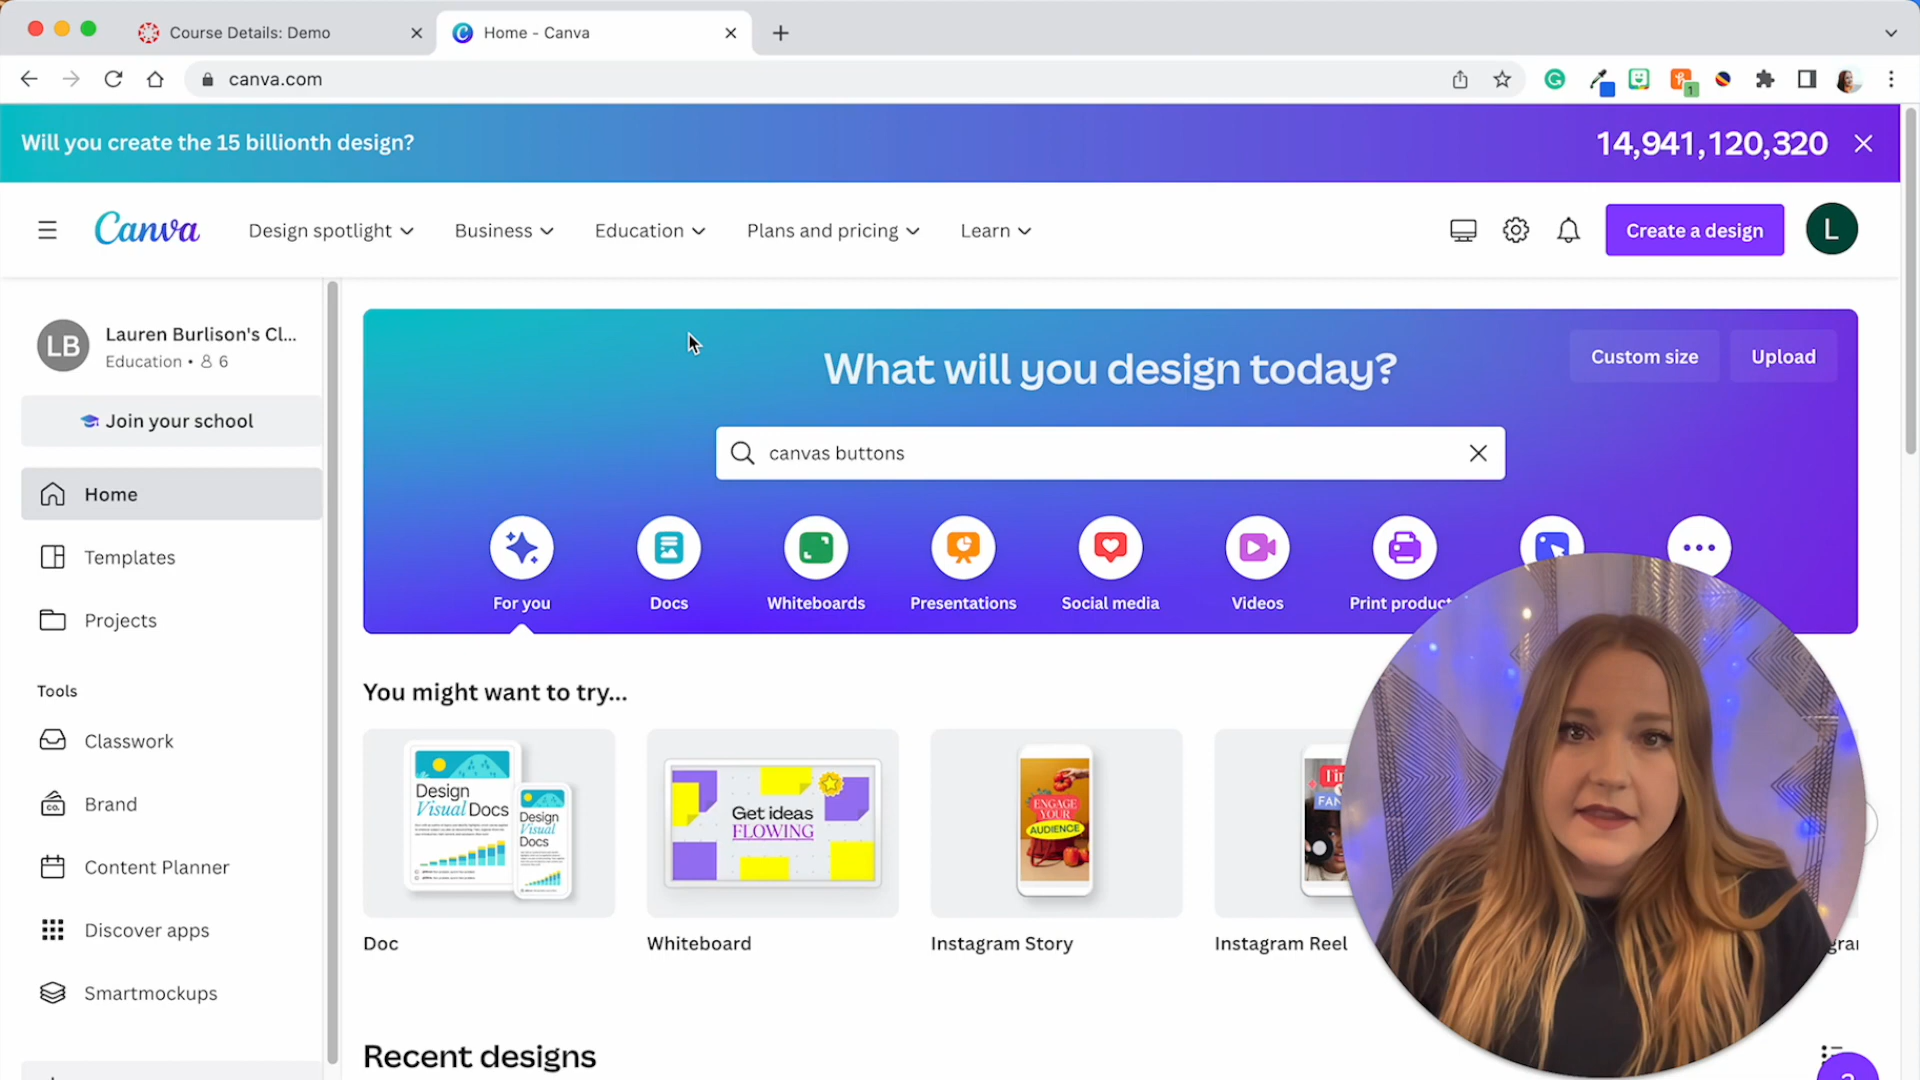 Course Details: Demo
Home - Canva
canva.com
1
Will you create the 15 billionth design?
14,941,120,320
Canva
Design spotlight
Business
Education
Plans and pricing
Learn
Create a design
L
LB
Lauren Burlison's Cl...
Education • 6
Join your school
Home
Templates
Projects
Tools
Classwork
Brand
CO.
Content Planner
Discover apps
Smartmockups
What will you design today?
Custom size
Upload
canvas buttons
For you
Docs
Whiteboards
Presentations
Social media
Videos
Print product
You might want to try...
Design
Visual Docs
Design
Visual
Docs
Get ideas
FLOWING
ENGAGE
YOUR
AUDIENCE
Doc
Whiteboard
Instagram Story
Instagram Reel
Recent designs